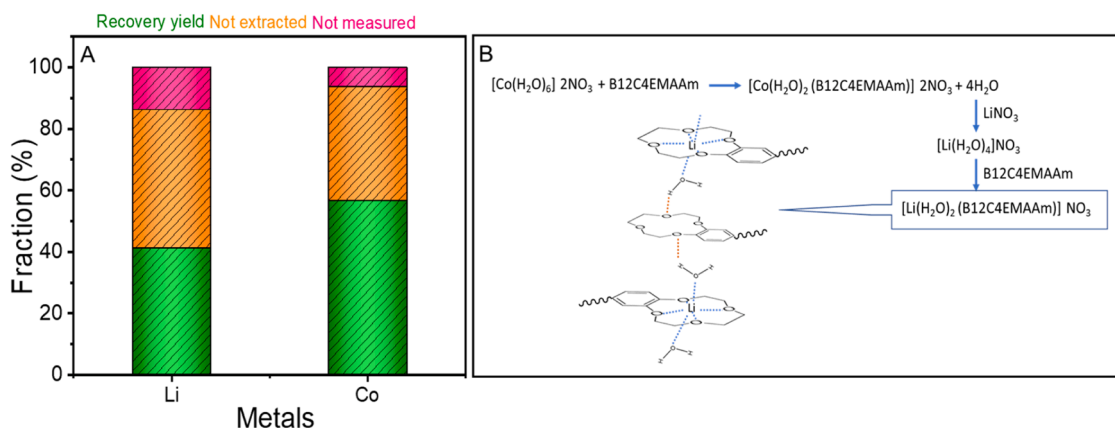 Recovery yield Not extracted Not measured
A
100
80
60
40
20
0
Fraction (%)
Li
Co
Metals
B
[Co(H₂O)₆] 2NO₃ + B12C4EMAAm
[Co(H₂O)₂ (B12C4EMAAm)] 2NO₃ + 4H₂O
LiNO₃
[Li(H₂O)₄]NO₃
B12C4EMAAm
[Li(H₂O)₂ (B12C4EMAAm)] NO₃
Li
Li